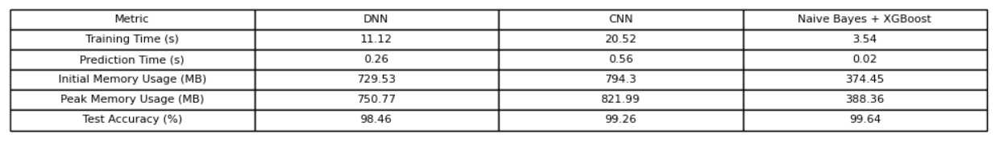 Metric DNN CNN Naive Bayes + XGBoost
Training Time (s) 11.12 20.52 3.54
Prediction Time (s) 0.26 0.56 0.02
Initial Memory Usage (MB) 729.53 794.3 374.45
Peak Memory Usage (MB) 750.77 821.99 388.36
Test Accuracy (%) 98.46 99.26 99.64